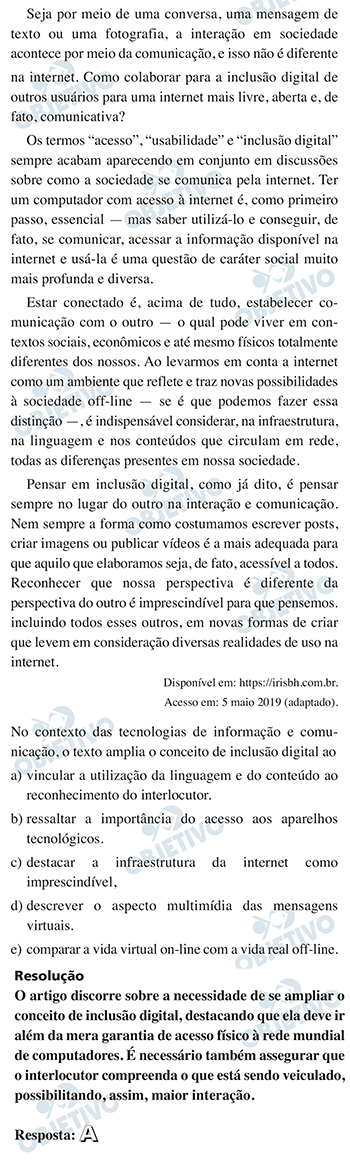 Seja por meio de uma conversa, uma mensagem de
texto ou uma fotografia, a interação em sociedade
acontece por meio da comunicação, e isso não é diferente
na internet. Como colaborar para a inclusão digital de
outros usuários para uma internet mais livre, aberta e, de
fato, comunicativa?
Os termos “acesso”, “usabilidade” e “inclusão digital”
sempre acabam aparecendo em conjunto em discussões
sobre como a sociedade se comunica pela internet. Ter
um computador com acesso à internet é, como primeiro
passo, essencial — mas saber utilizá-lo e conseguir, de
fato, se comunicar, acessar a informação disponível na
internet e usá-la é uma questão de caráter social muito
mais profunda e diversa.
Estar conectado é, acima de tudo, estabelecer co-
municação com o outro — o qual pode viver em con-
textos sociais, econômicos e até mesmo físicos totalmente
diferentes dos nossos. Ao levarmos em conta a internet
como um ambiente que reflete e traz novas possibilidades
à sociedade off-line — se é que podemos fazer essa
distinção —, é indispensável considerar, na infraestrutura,
na linguagem e nos conteúdos que circulam em rede,
todas as diferenças presentes em nossa sociedade.
Pensar em inclusão digital, como já dito, é pensar
sempre no lugar do outro na interação e comunicação.
Nem sempre a forma como costumamos escrever posts,
criar imagens ou publicar vídeos é a mais adequada para
que aquilo que elaboramos seja, de fato, acessível a todos.
Reconhecer que nossa perspectiva é diferente da
perspectiva do outro é imprescindível para que pensemos.
incluindo todos esses outros, em novas formas de criar
que levem em consideração diversas realidades de uso na
internet.
Disponível em: https://irisbh.com.br.
Acesso em: 5 maio 2019 (adaptado).
No contexto das tecnologias de informação e comu-
nicação, o texto amplia o conceito de inclusão digital ao
a) vincular a utilização da linguagem e do conteúdo ao
reconhecimento do interlocutor.
b) ressaltar a importância do acesso aos aparelhos
tecnológicos.
c) destacar a infraestrutura da internet como
imprescindível,
d) descrever o aspecto multimídia das mensagens
virtuais.
e) comparar a vida virtual on-line com a vida real off-line.
Resolução
O artigo discorre sobre a necessidade de se ampliar o
conceito de inclusão digital, destacando que ela deve ir
além da mera garantia de acesso físico à rede mundial
de computadores. É necessário também assegurar que
o interlocutor compreenda o que está sendo veiculado,
possibilitando, assim, maior interação.
Resposta: A
OBJETIVO